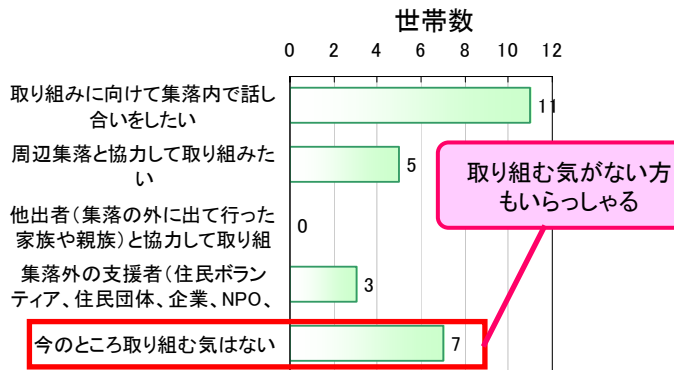 世帯数
0 2 4 6 8 10 12
取り組みに向けて集落内で話し
合いをしたい
11
周辺集落と協力して取り組みた
い
5
他出者（集落の外に出て行った
家族や親族）と協力して取り組
0
集落外の支援者（住民ボラン
ティア、住民団体、企業、NPO、
3
今のところ取り組む気はない
7
取り組む気がない方
もいらっしゃる